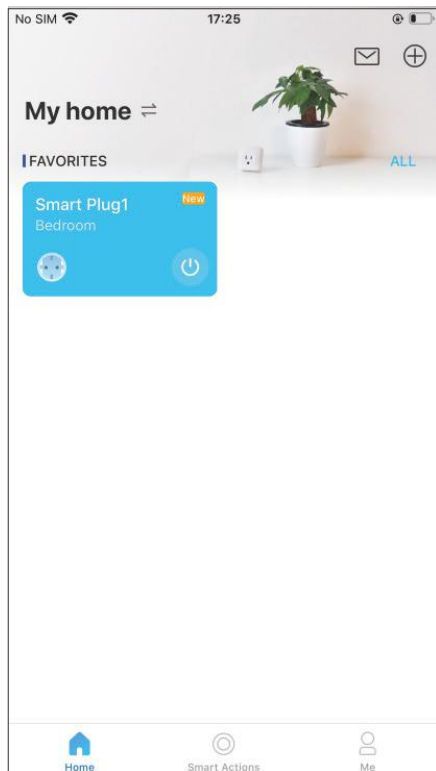 No SIM 17:25
My home
FAVORITES ALL
Smart Plug1 New
Bedroom
Home Smart Actions Me